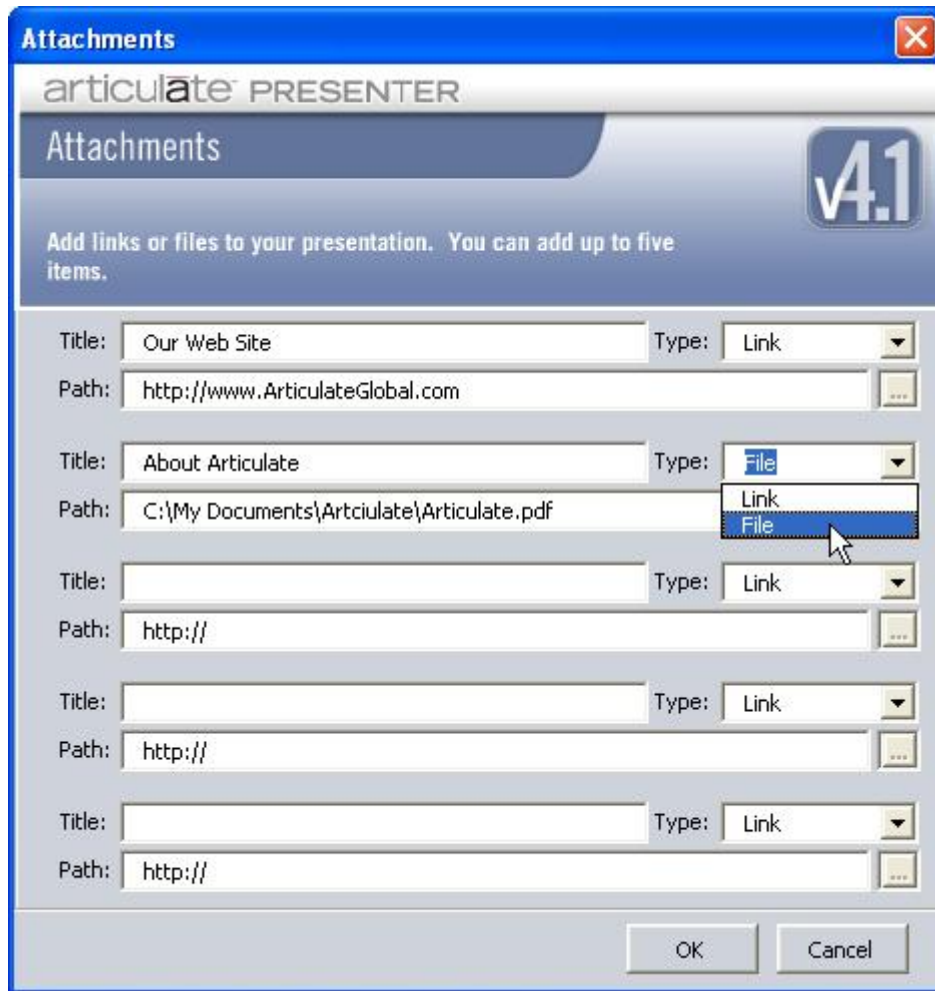 Attachments
articulāte™ PRESENTER
Attachments
v4.1
Add links or files to your presentation. You can add up to five
items.
Title: Our Web Site Type: Link
Path: http://www.ArticulateGlobal.com ...
Title: About Articulate Type: File
Link
Path: C:\My Documents\Artciulate\Articulate.pdf
File
Title: Type: Link
Path: http:// ...
Title: Type: Link
Path: http:// ...
Title: Type: Link
Path: http:// ...
OK Cancel